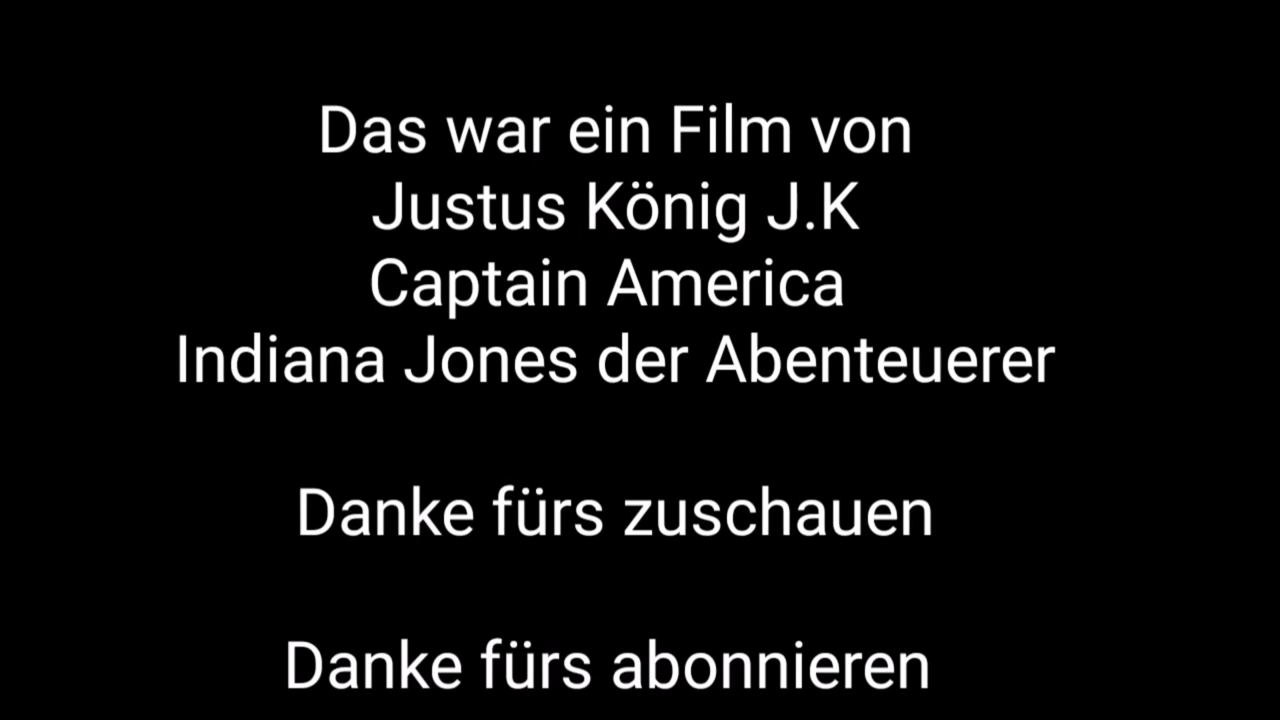 Das war ein Film von
Justus König J.K
Captain America
Indiana Jones der Abenteuerer
Danke fürs zuschauen
Danke fürs abonnieren